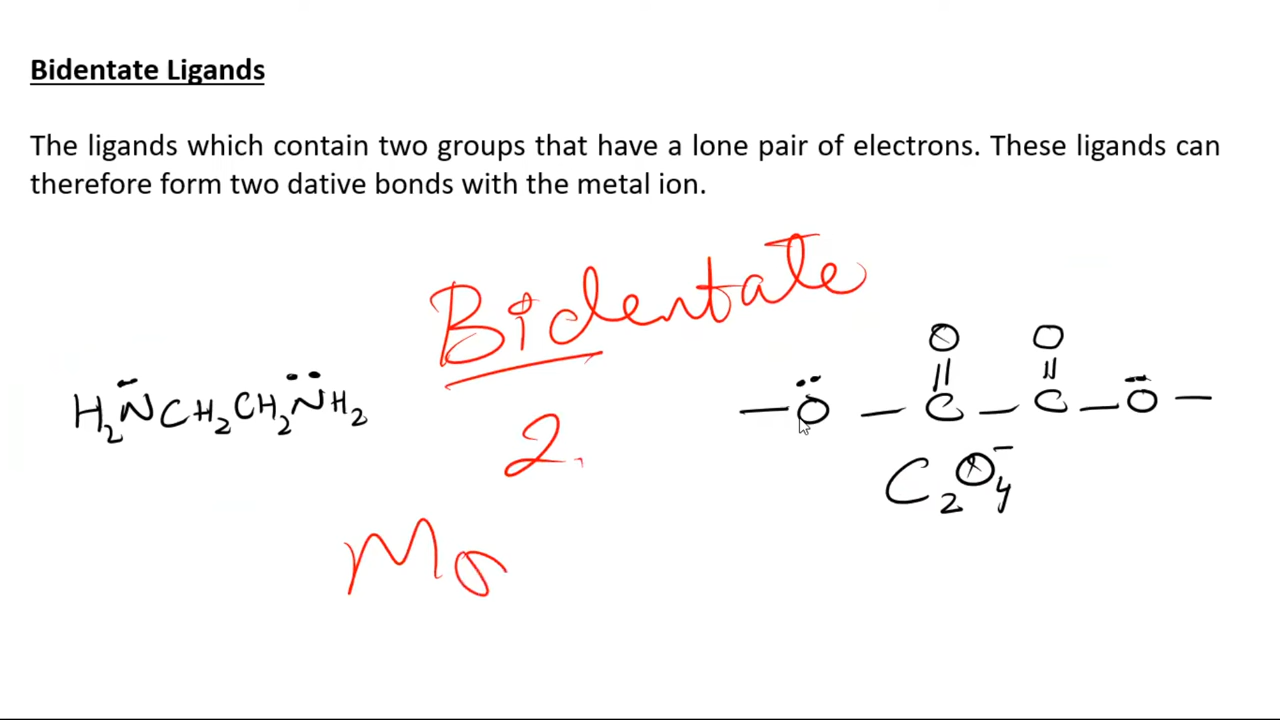 Bidentate Ligands
The ligands which contain two groups that have a lone pair of electrons. These ligands can
therefore form two dative bonds with the metal ion.
Bidentate
O O
H₂NCH₂CH₂NH₂
— O — C — C — O —
2.
C₂O₄⁻
Mo